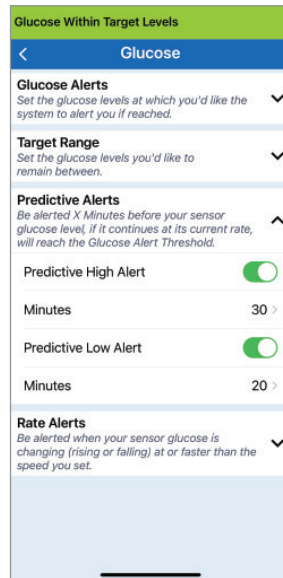 Glucose Within Target Levels
Glucose
Glucose Alerts
Set the glucose levels at which you'd like the
system to alert you if reached.
Target Range
Set the glucose levels you'd like to
remain between.
Predictive Alerts
Be alerted X Minutes before your sensor
glucose level, if it continues at its current rate,
will reach the Glucose Alert Threshold.
Predictive High Alert
Minutes 30
Predictive Low Alert
Minutes 20
Rate Alerts
Be alerted when your sensor glucose is
changing (rising or falling) at or faster than the
speed you set.